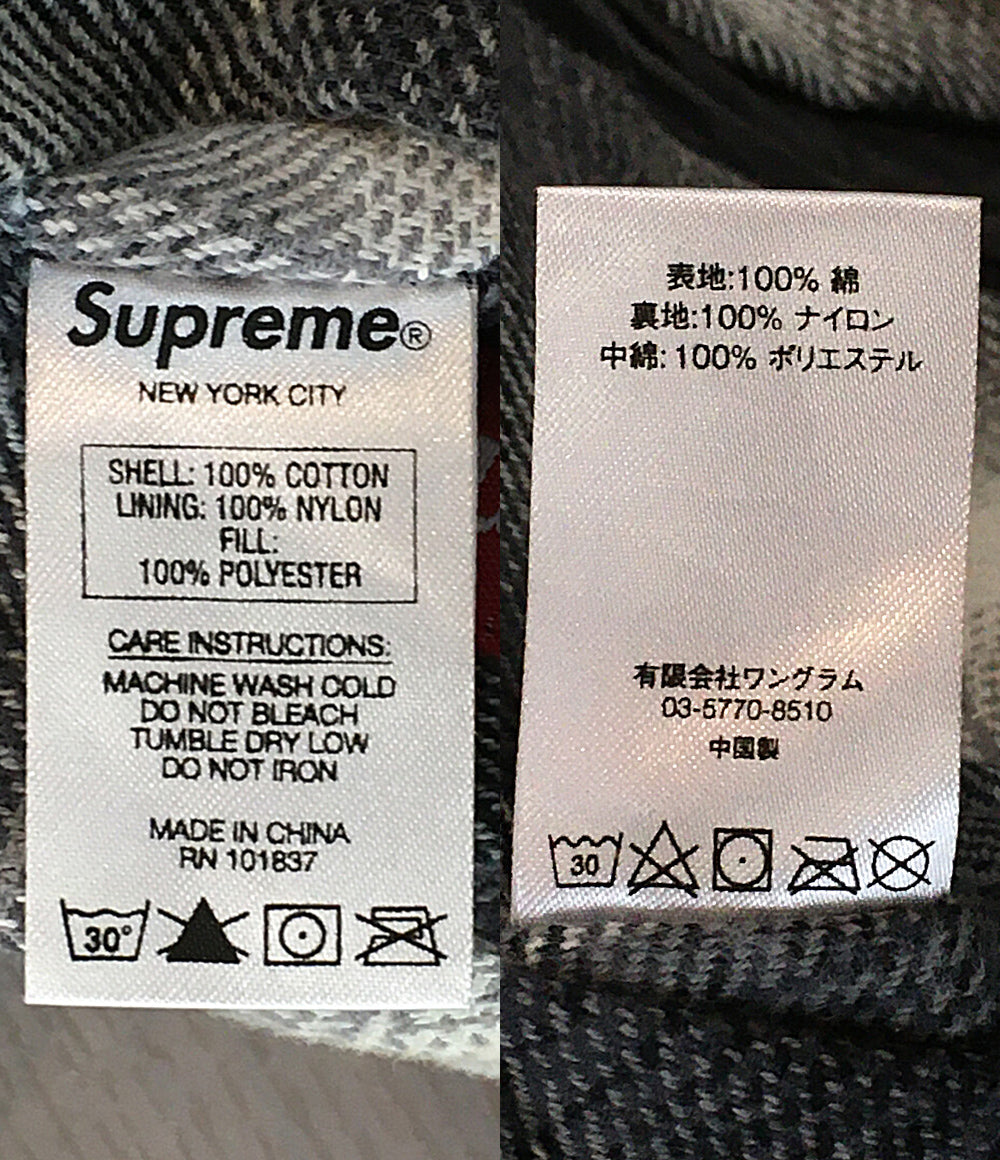 Supreme®
NEW YORK CITY
SHELL: 100% COTTON
LINING: 100% NYLON
FILL:
100% POLYESTER
CARE INSTRUCTIONS:
MACHINE WASH COLD
DO NOT BLEACH
TUMBLE DRY LOW
DO NOT IRON
MADE IN CHINA
RN 101837
30°
表地:100% 綿
裏地:100% ナイロン
中綿: 100% ポリエステル
有限会社ワングラム
03-5770-8510
中国製
30